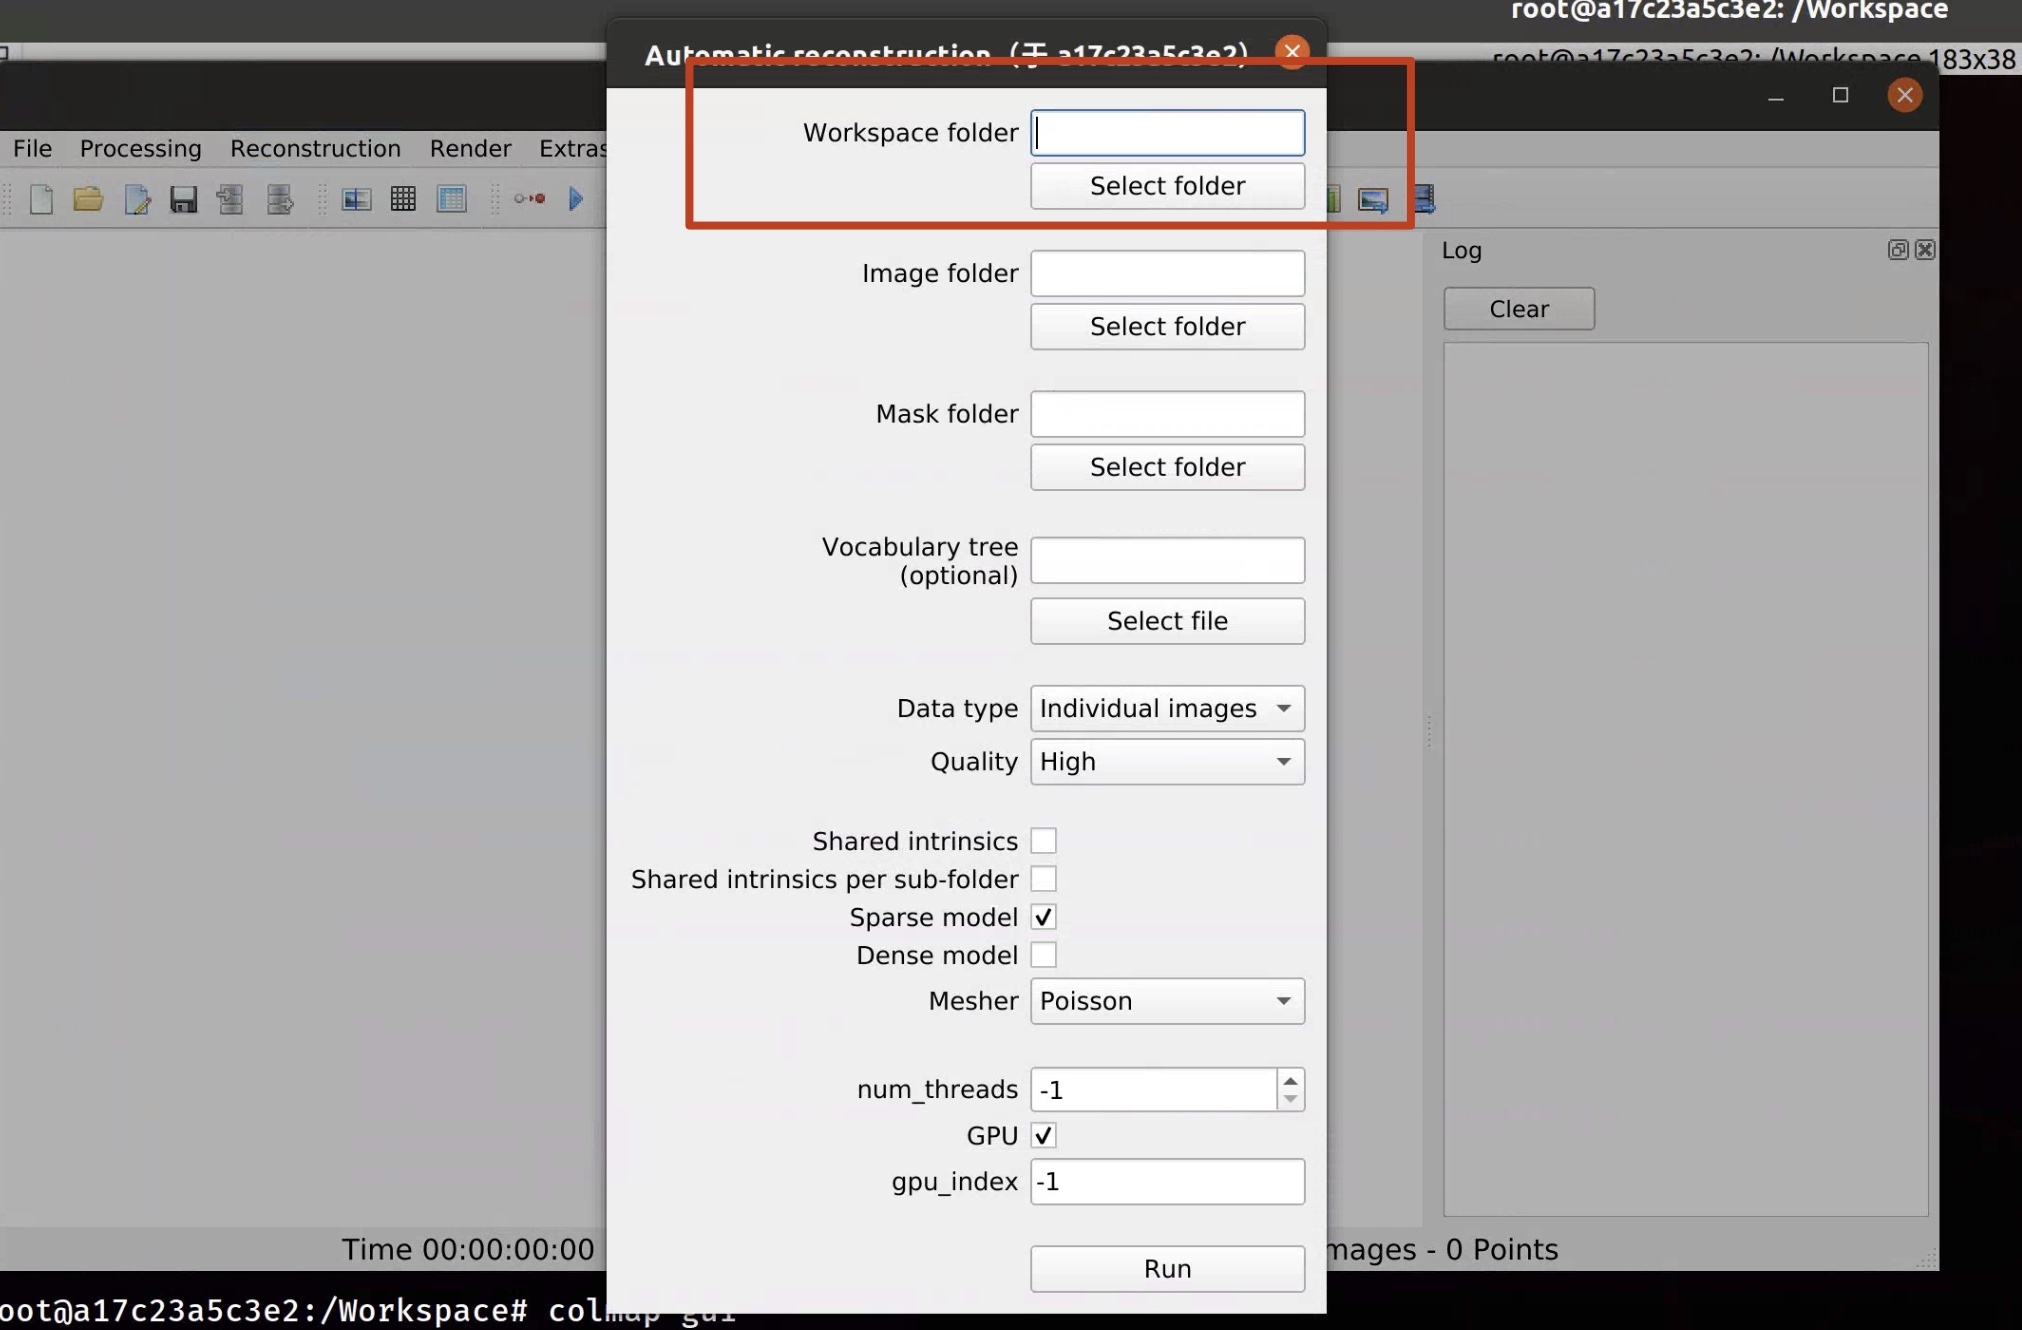 root@a17c23a5c3e2: /Workspace
root@a17c23a5c3e2: /Workspace 183x38
Automatic reconstruction (于 a17c23a5c3e2)
File Processing Reconstruction Render Extras
Workspace folder
Select folder
Image folder
Select folder
Mask folder
Select folder
Vocabulary tree
(optional)
Select file
Data type Individual images
Quality High
Shared intrinsics
Shared intrinsics per sub-folder
Sparse model
Dense model
Mesher Poisson
num_threads -1
GPU
gpu_index -1
Run
Log
Clear
Time 00:00:00:00
mages - 0 Points
oot@a17c23a5c3e2:/Workspace# colmap gui